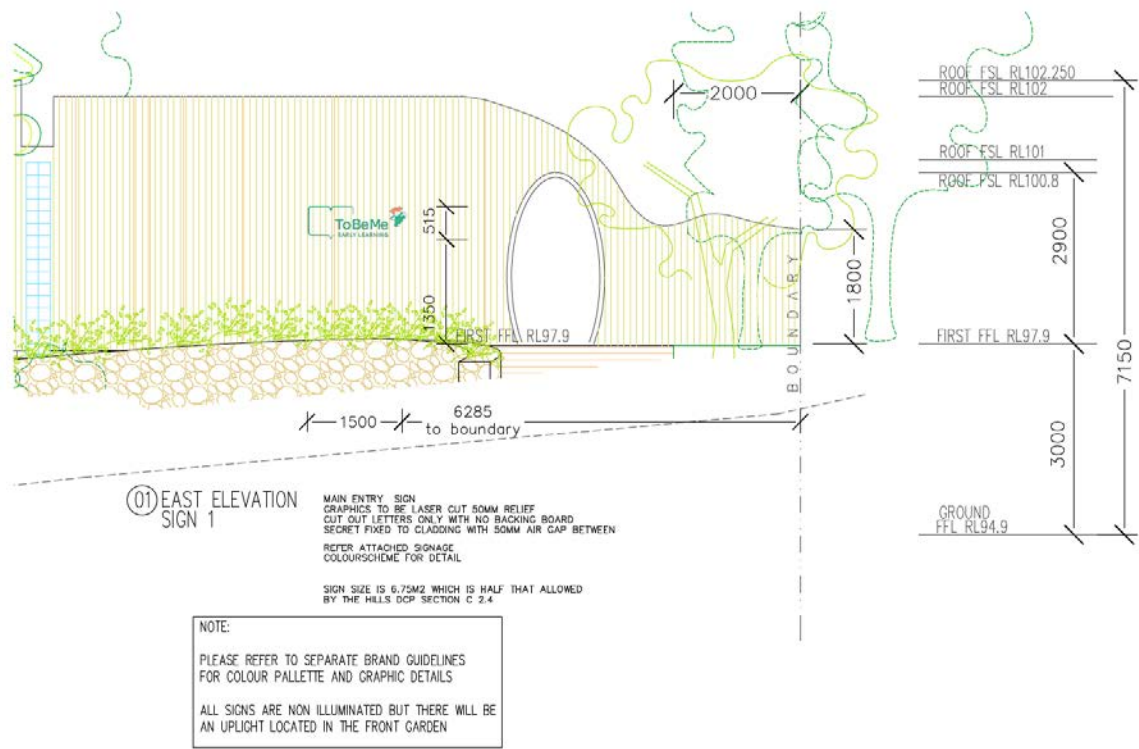 ROOF FSL RL102.250
ROOF FSL RL102
2000
ROOF FSL RL101
ROOF FSL RL100.8
ToBeMe
EARLY LEARNING
515
2900
1800
BOUNDARY
1350
FIRST FFL RL97.9
FIRST FFL RL97.9
7150
1500
6285
to boundary
3000
01 EAST ELEVATION
SIGN 1
MAIN ENTRY SIGN
GRAPHICS TO BE LASER CUT 50MM RELIEF
CUT OUT LETTERS ONLY WITH NO BACKING BOARD
SECRET FIXED TO CLADDING WITH 50MM AIR GAP BETWEEN
REFER ATTACHED SIGNAGE
COLOURSCHEME FOR DETAIL
SIGN SIZE IS 6.75M2 WHICH IS HALF THAT ALLOWED
BY THE HILLS DCP SECTION C 2.4
GROUND
FFL RL94.9
NOTE:
PLEASE REFER TO SEPARATE BRAND GUIDELINES
FOR COLOUR PALLETTE AND GRAPHIC DETAILS
ALL SIGNS ARE NON ILLUMINATED BUT THERE WILL BE
AN UPLIGHT LOCATED IN THE FRONT GARDEN